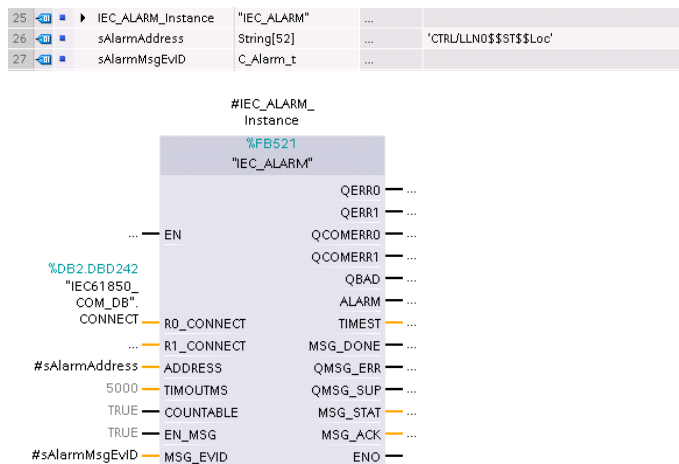 25 IEC_ALARM_Instance "IEC_ALARM" ...
26 sAlarmAddress String[52] ... 'CTRL/LLN0$$ST$$Loc'
27 sAlarmMsgEvID C_Alarm_t ...
#IEC_ALARM_
Instance
%FB521
"IEC_ALARM"
QERR0 ...
QERR1 ...
... EN QCOMERR0 ...
QCOMERR1 ...
%DB2.DBD242 QBAD ...
"IEC61850_
COM_DB". ALARM ...
CONNECT R0_CONNECT TIMEST ...
... R1_CONNECT MSG_DONE ...
#sAlarmAddress ADDRESS QMSG_ERR ...
5000 TIMOUTMS QMSG_SUP ...
TRUE COUNTABLE MSG_STAT ...
TRUE EN_MSG MSG_ACK ...
#sAlarmMsgEvID MSG_EVID ENO